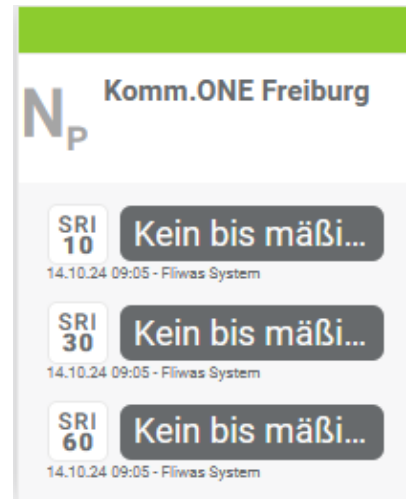 Komm.ONE Freiburg
NP
SRI
10
Kein bis mäßi...
14.10.24 09:05 - Fliwas System
SRI
30
Kein bis mäßi...
14.10.24 09:05 - Fliwas System
SRI
60
Kein bis mäßi...
14.10.24 09:05 - Fliwas System